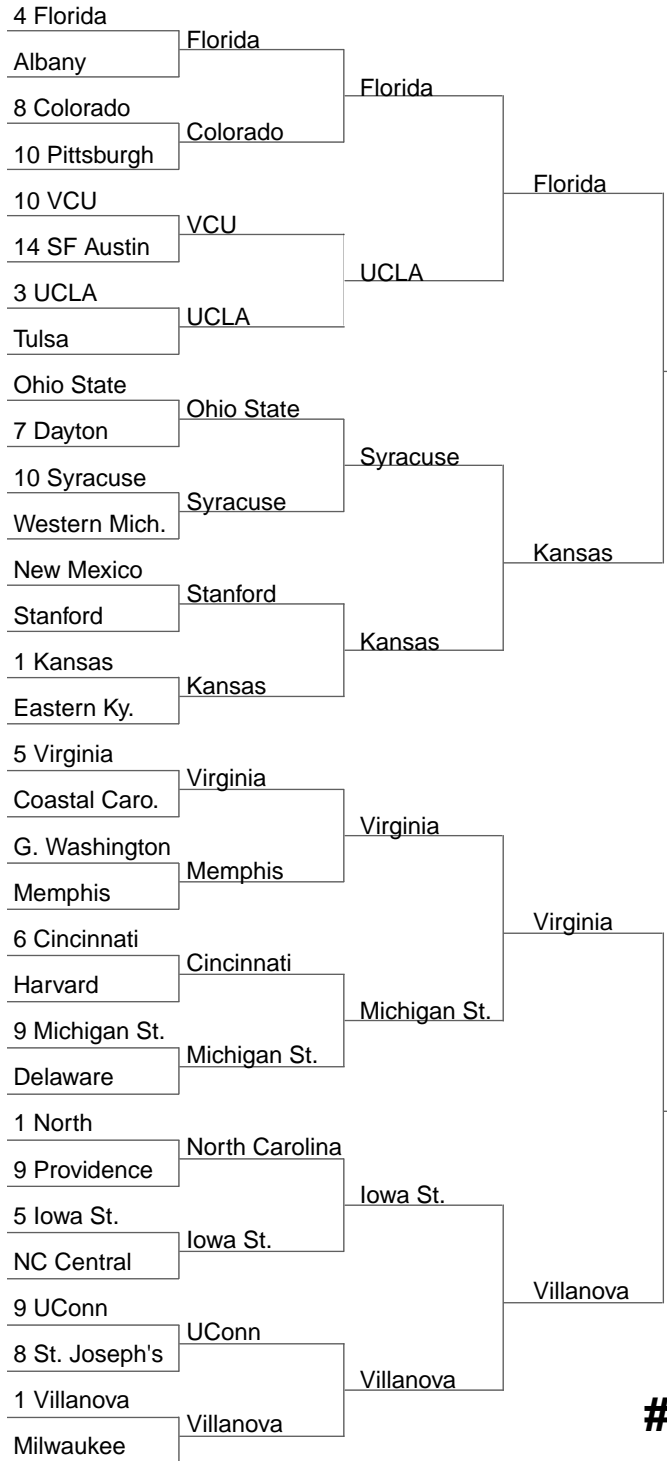 4 Florida
Florida
Albany
Florida
8 Colorado
Colorado
10 Pittsburgh
Florida
10 VCU
VCU
14 SF Austin
UCLA
3 UCLA
UCLA
Tulsa
Ohio State
Ohio State
7 Dayton
Syracuse
10 Syracuse
Syracuse
Western Mich.
Kansas
New Mexico
Stanford
Stanford
Kansas
1 Kansas
Kansas
Eastern Ky.
5 Virginia
Virginia
Coastal Caro.
Virginia
G. Washington
Memphis
Memphis
Virginia
6 Cincinnati
Cincinnati
Harvard
Michigan St.
9 Michigan St.
Michigan St.
Delaware
1 North
North Carolina
9 Providence
Iowa St.
5 Iowa St.
Iowa St.
NC Central
Villanova
9 UConn
UConn
8 St. Joseph's
Villanova
1 Villanova
Villanova
Milwaukee
#